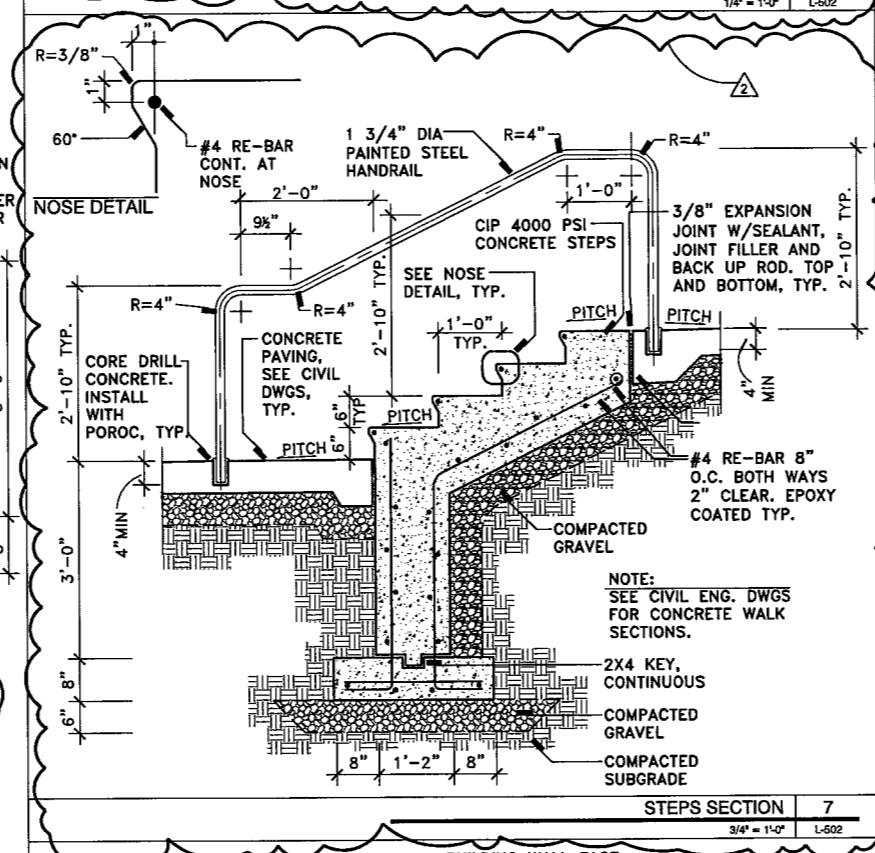 1/4" = 1'-0"
L-502
1"
R=3/8"
1"
60°
#4 RE-BAR
CONT. AT
NOSE
NOSE DETAIL
2'-0"
9½"
1 3/4" DIA
PAINTED STEEL
HANDRAIL
R=4"
R=4"
2
1'-0"
CIP 4000 PSI
CONCRETE STEPS
3/8" EXPANSION
JOINT W/SEALANT,
JOINT FILLER AND
BACK UP ROD. TOP
AND BOTTOM, TYP.
2'-10" TYP.
SEE NOSE
DETAIL, TYP.
2'-10" TYP.
R=4"
R=4"
PITCH
PITCH
1'-0"
TYP.
2'-10" TYP.
CORE DRILL
CONCRETE.
INSTALL
WITH
POROC, TYP.
CONCRETE
PAVING,
SEE CIVIL
DWGS,
TYP.
6"
TYP
PITCH
6"
PITCH
4"
MIN
4"MIN
#4 RE-BAR 8"
O.C. BOTH WAYS
2" CLEAR. EPOXY
COATED TYP.
COMPACTED
GRAVEL
3'-0"
NOTE:
SEE CIVIL ENG. DWGS
FOR CONCRETE WALK
SECTIONS.
8"
2X4 KEY,
CONTINUOUS
6"
COMPACTED
GRAVEL
COMPACTED
SUBGRADE
8"
1'-2"
8"
STEPS SECTION
7
3/4" = 1'-0"
L-502